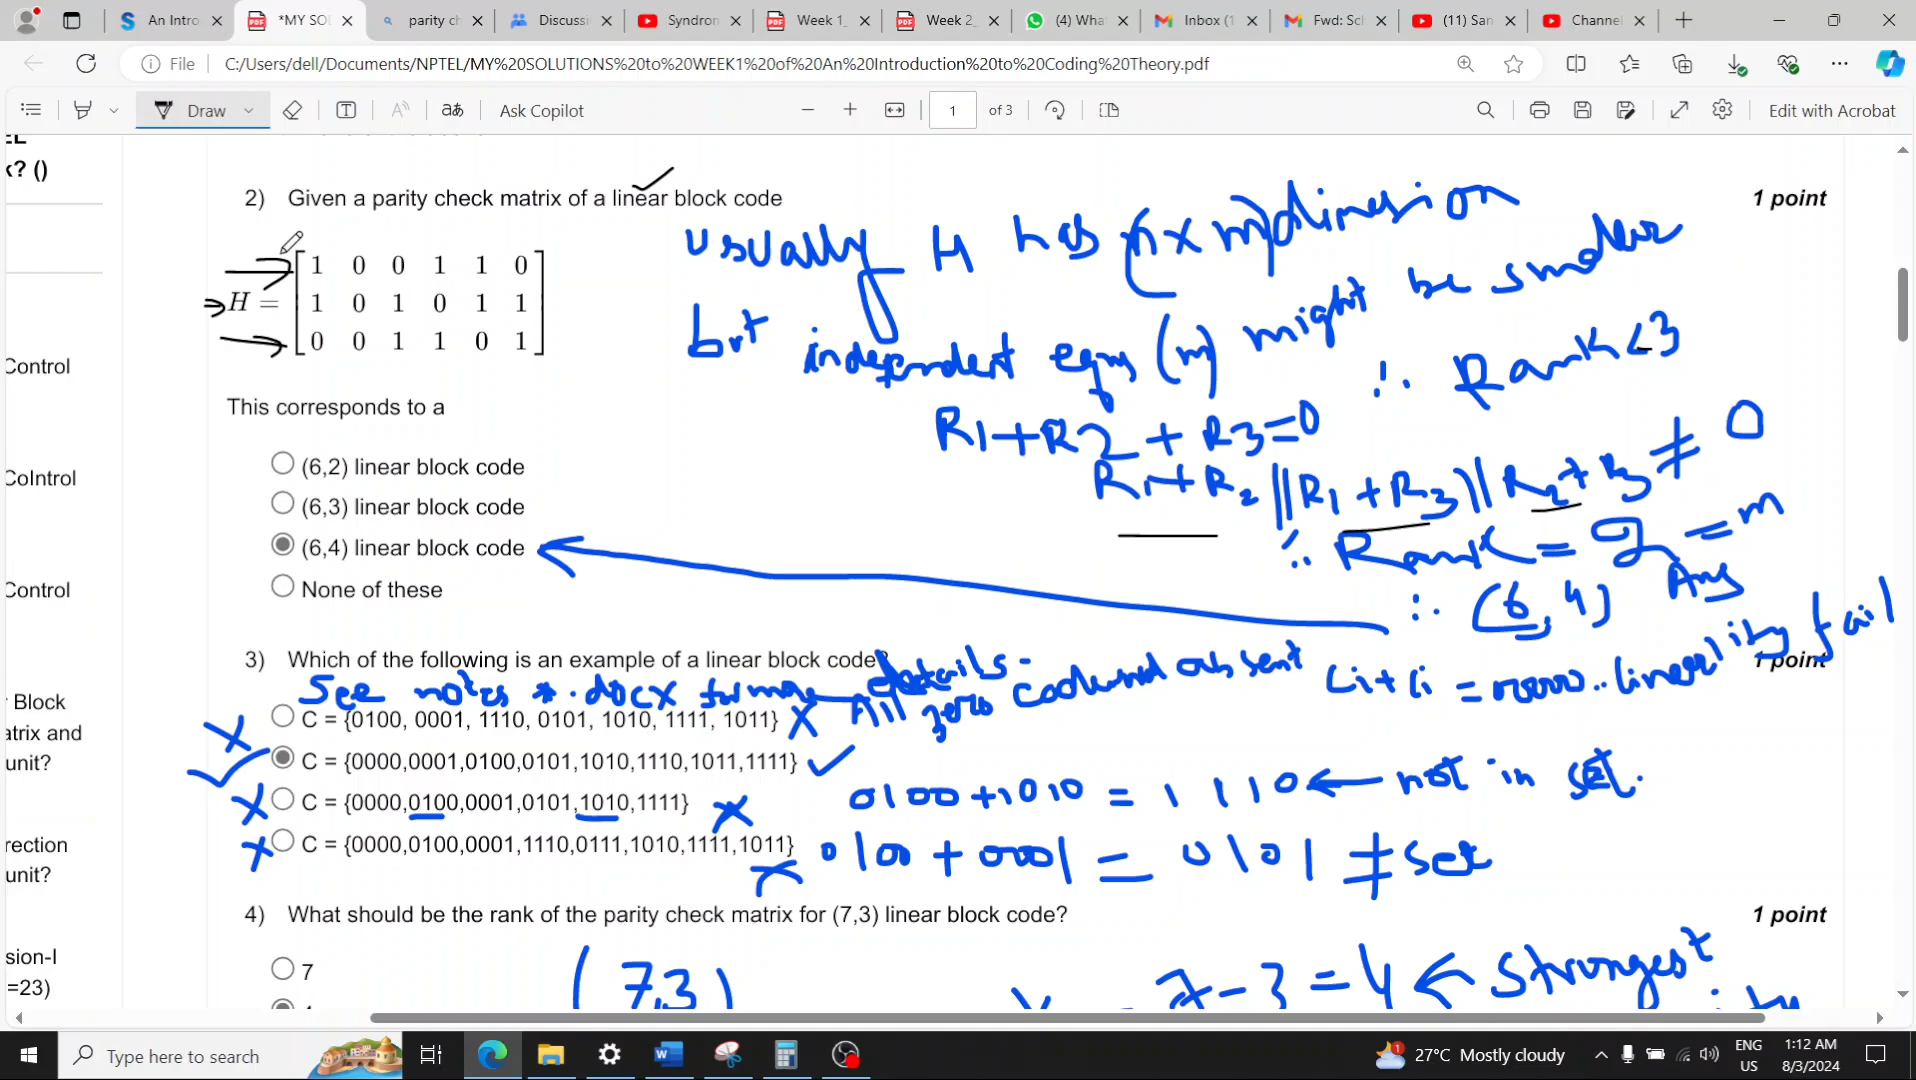 An Intro
*MY SOL
parity ch
Discussi
Syndron
Week 1_
Week 2_
(4) What
Inbox (1
Fwd: Sch
(11) San
Channel
File C:/Users/dell/Documents/NPTEL/MY%20SOLUTIONS%20to%20WEEK1%20of%20An%20Introduction%20to%20Coding%20Theory.pdf
Draw Ask Copilot 1 of 3 Edit with Acrobat
k? ()
2) Given a parity check matrix of a linear block code 1 point
usually H has (n x m) dimension
1 0 0 1 1 0
H = 1 0 1 0 1 1
0 0 1 1 0 1
but independent eqns (m) might be smaller
∴ Rank < 3
Control
This corresponds to a
R1+R2 + R3=0
(6,2) linear block code
R1+R2 ||R1+R3||R2+R3 ≠ 0
CoIntrol
(6,3) linear block code
(6,4) linear block code
∴ Rank = 2 = m
None of these
Control
∴ (6,4) Ans
3) Which of the following is an example of a linear block code? 1 point
See notes *.docx for more details-
All zero codeword absent Ci+Ci = 0000.. linearlity fail
Block
C = {0100, 0001, 1110, 0101, 1010, 1111, 1011} X
atrix and
unit?
C = {0000,0001,0100,0101,1010,1110,1011,1111}
C = {0000,0100,0001,0101,1010,1111} X 0100+1010 = 1110 ← not in set.
C = {0000,0100,0001,1110,0111,1010,1111,1011} X 0100 + 0001 = 0101 ≠ set
rection
unit?
4) What should be the rank of the parity check matrix for (7,3) linear block code? 1 point
sion-I
7
=23)
(7,3) 7-3 = 4 ← strongest
Type here to search
27°C Mostly cloudy
ENG
US
1:12 AM
8/3/2024